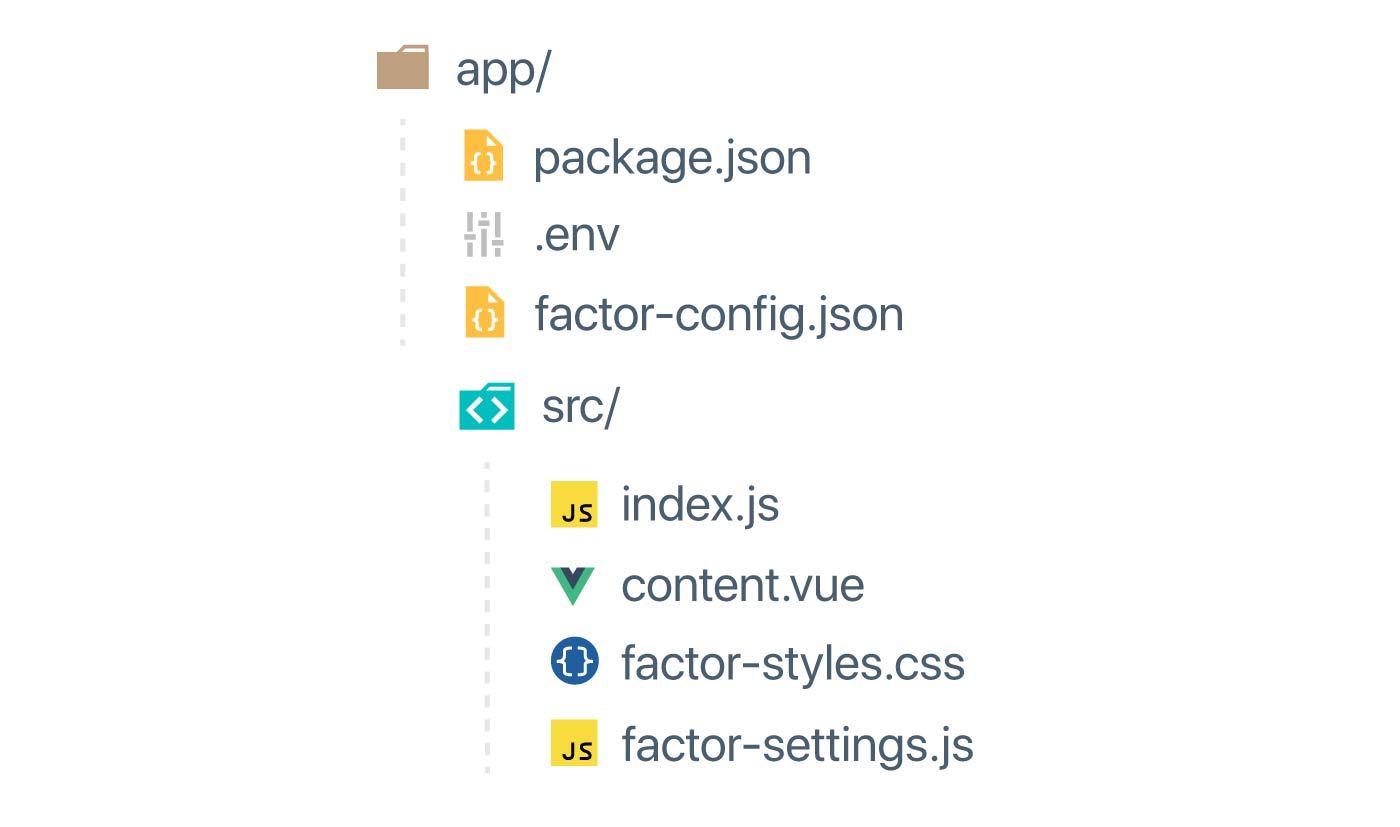 app/
package.json
.env
factor-config.json
src/
JS index.js
content.vue
factor-styles.css
JS factor-settings.js